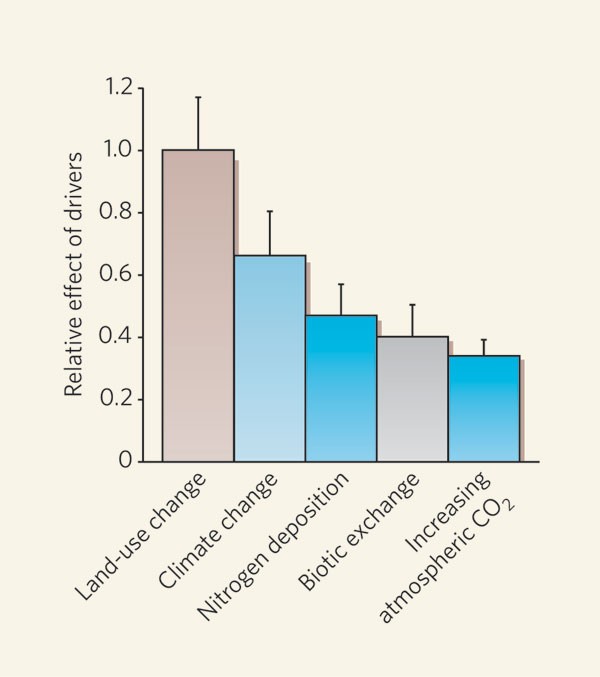 Relative effect of drivers
1.2
1.0
0.8
0.6
0.4
0.2
0
Land-use change
Climate change
Nitrogen deposition
Biotic exchange
Increasing
atmospheric CO₂